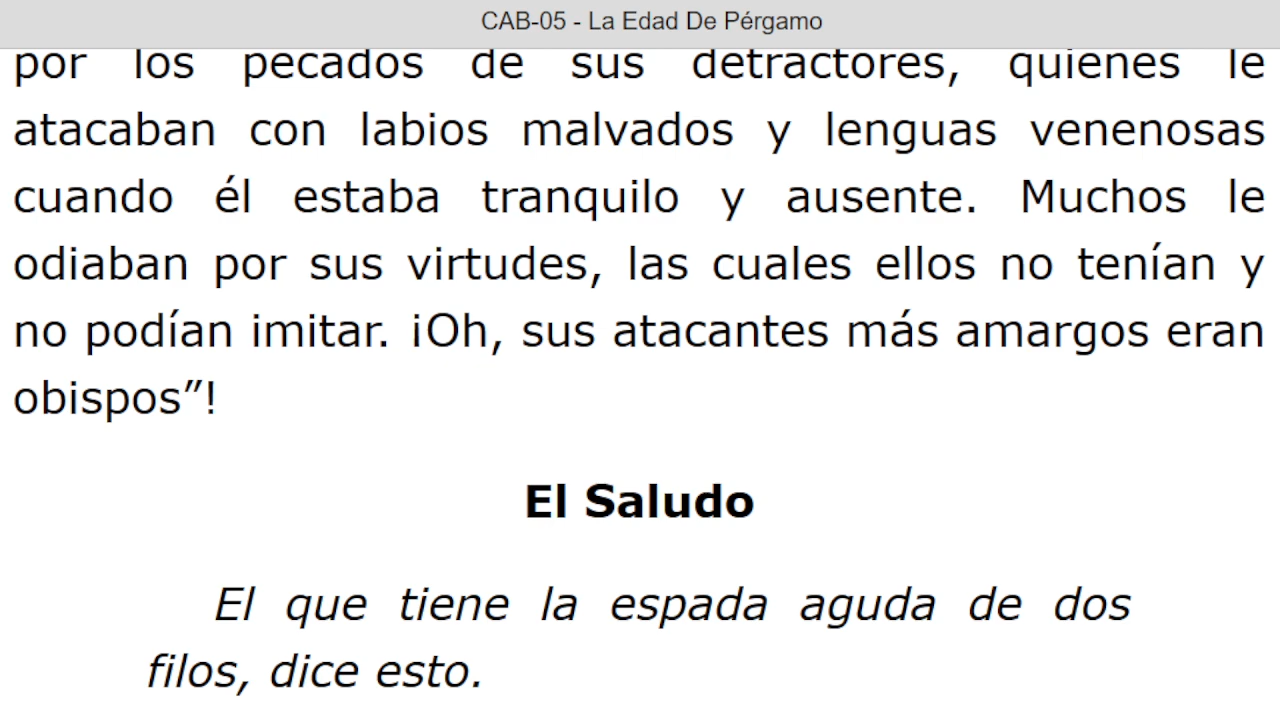 CAB-05 - La Edad De Pérgamo
por los pecados de sus detractores, quienes le
atacaban con labios malvados y lenguas venenosas
cuando él estaba tranquilo y ausente. Muchos le
odiaban por sus virtudes, las cuales ellos no tenían y
no podían imitar. ¡Oh, sus atacantes más amargos eran
obispos”!
El Saludo
El que tiene la espada aguda de dos
filos, dice esto.